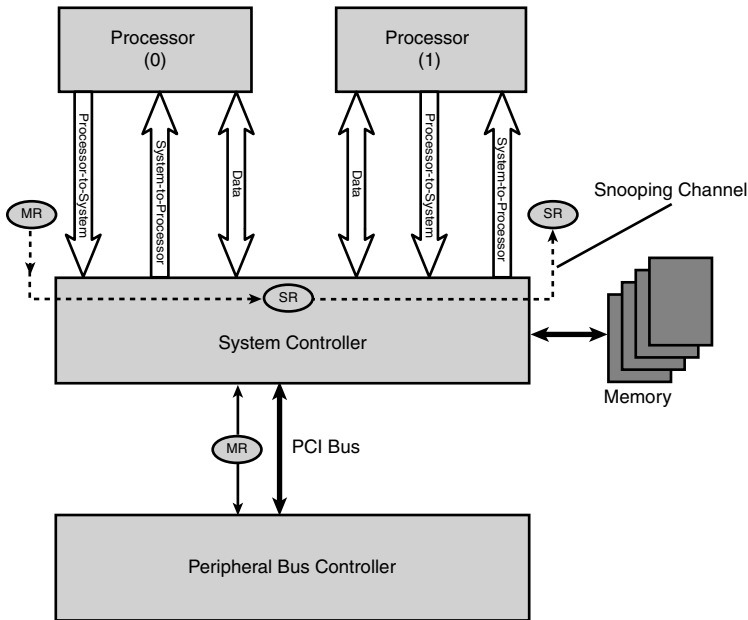 Processor
(0)
Processor
(1)
Processor-to-System
System-to-Processor
Data
Data
Processor-to-System
System-to-Processor
Snooping Channel
MR
SR
SR
System Controller
Memory
MR
PCI Bus
Peripheral Bus Controller